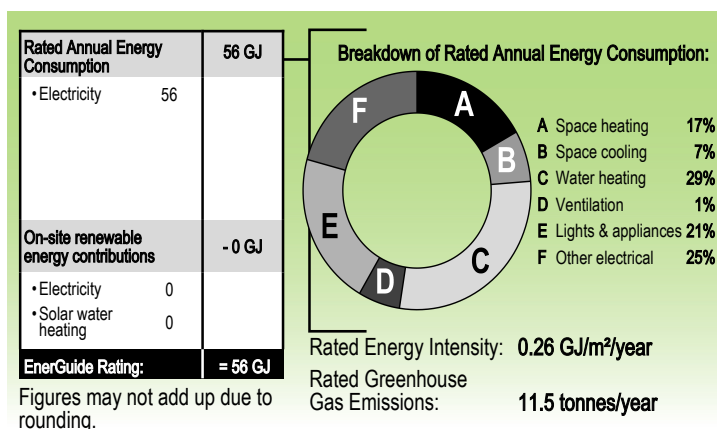 Rated Annual Energy
Consumption
56 GJ
• Electricity 56
On-site renewable
energy contributions
- 0 GJ
• Electricity 0
• Solar water
heating
0
EnerGuide Rating: = 56 GJ
Figures may not add up due to
rounding.
Breakdown of Rated Annual Energy Consumption:
A
B
C
D
E
F
A Space heating 17%
B Space cooling 7%
C Water heating 29%
D Ventilation 1%
E Lights & appliances 21%
F Other electrical 25%
Rated Energy Intensity: 0.26 GJ/m²/year
Rated Greenhouse
Gas Emissions: 11.5 tonnes/year